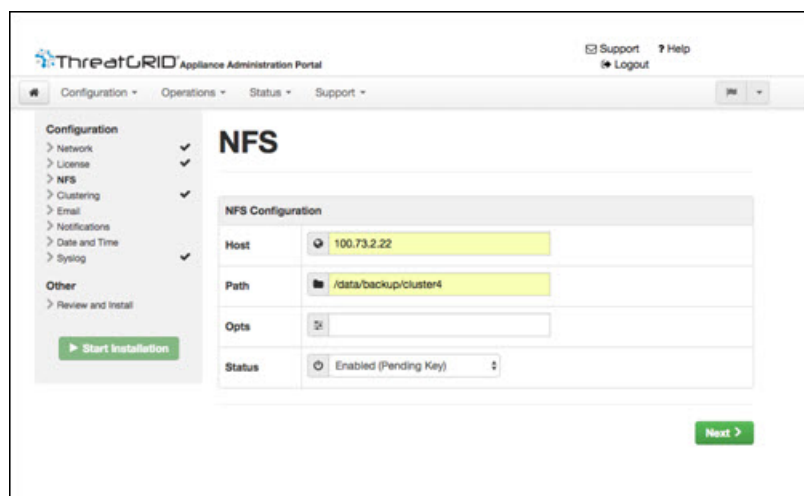 ThreatGRID Appliance Administration Portal
Support ? Help
Logout
Configuration Operations Status Support
Configuration
Network
License
NFS
Clustering
Email
Notifications
Date and Time
Syslog
Other
Review and Install
Start Installation
NFS
NFS Configuration
Host 100.73.2.22
Path /data/backup/cluster4
Opts
Status Enabled (Pending Key)
Next